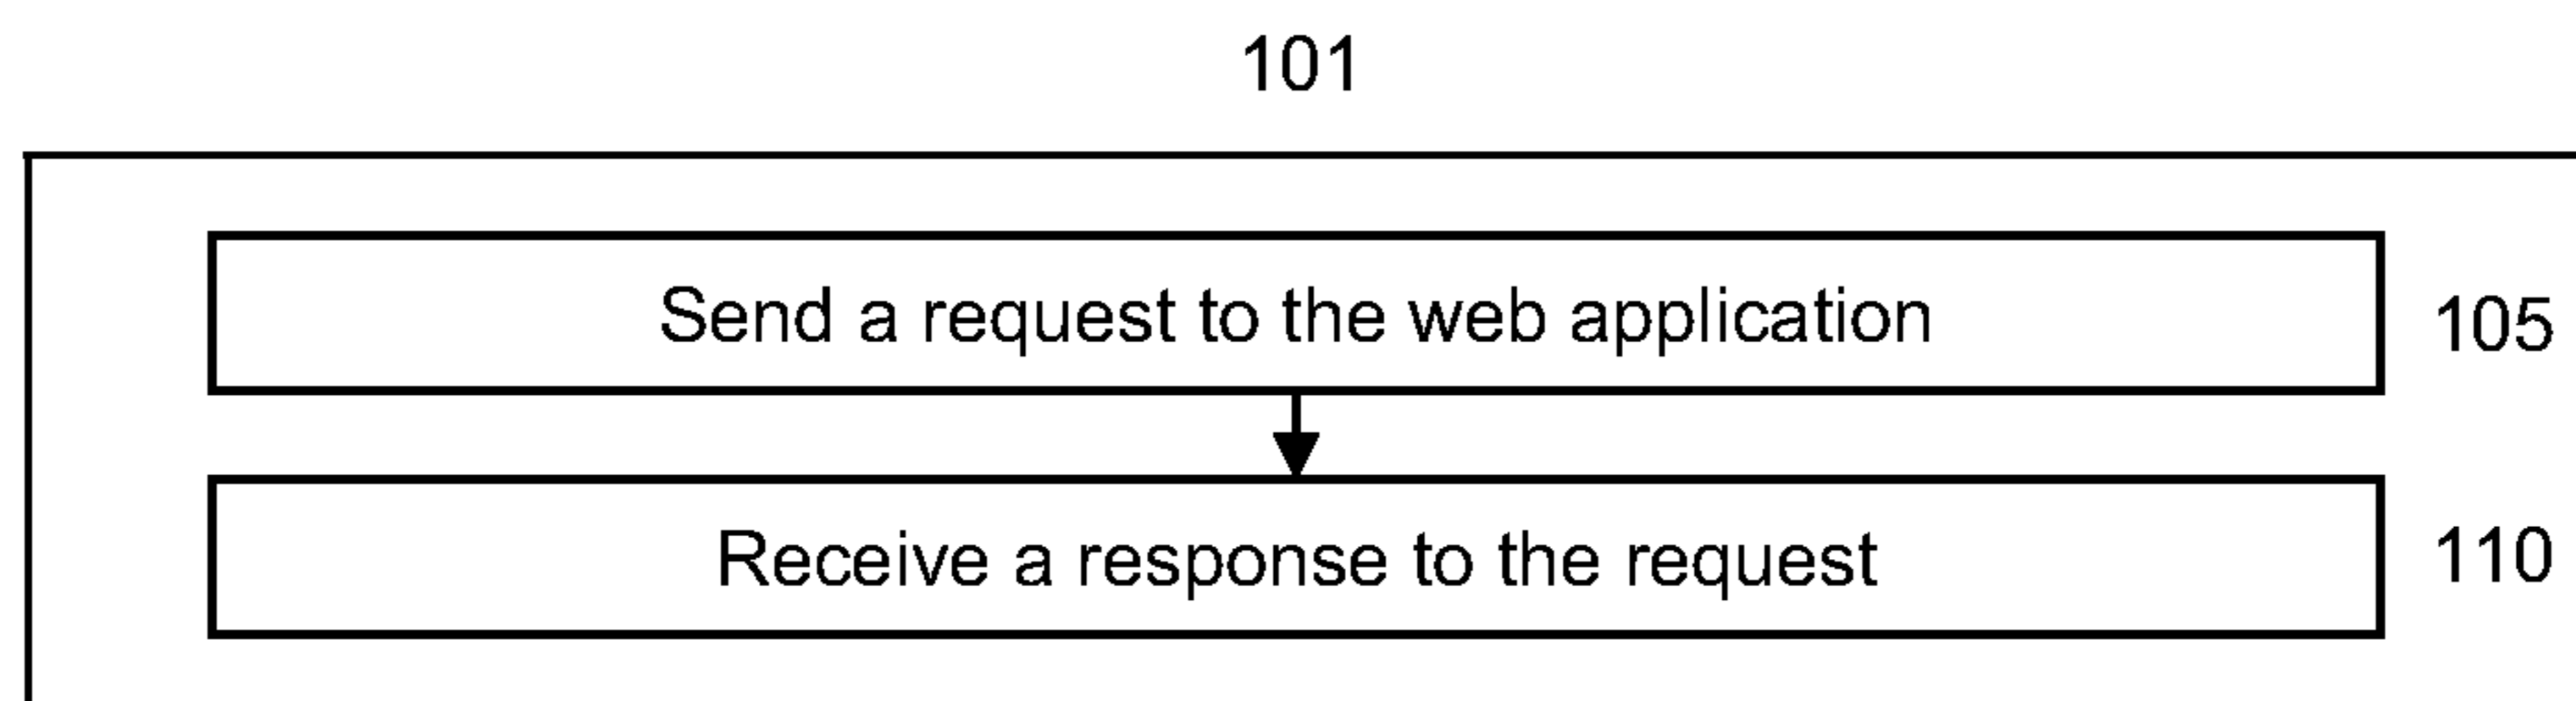 101
Send a request to the web application
105
Receive a response to the request
110